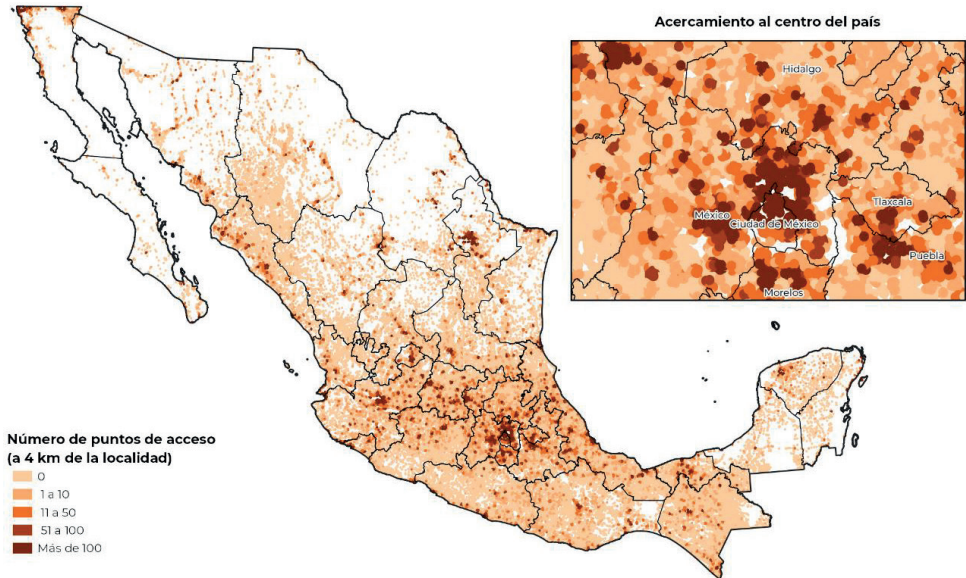 Acercamiento al centro del país
Hidalgo
Tlaxcala
México
Ciudad de México
Puebla
Morelos
Número de puntos de acceso
(a 4 km de la localidad)
0
1 a 10
11 a 50
51 a 100
Más de 100